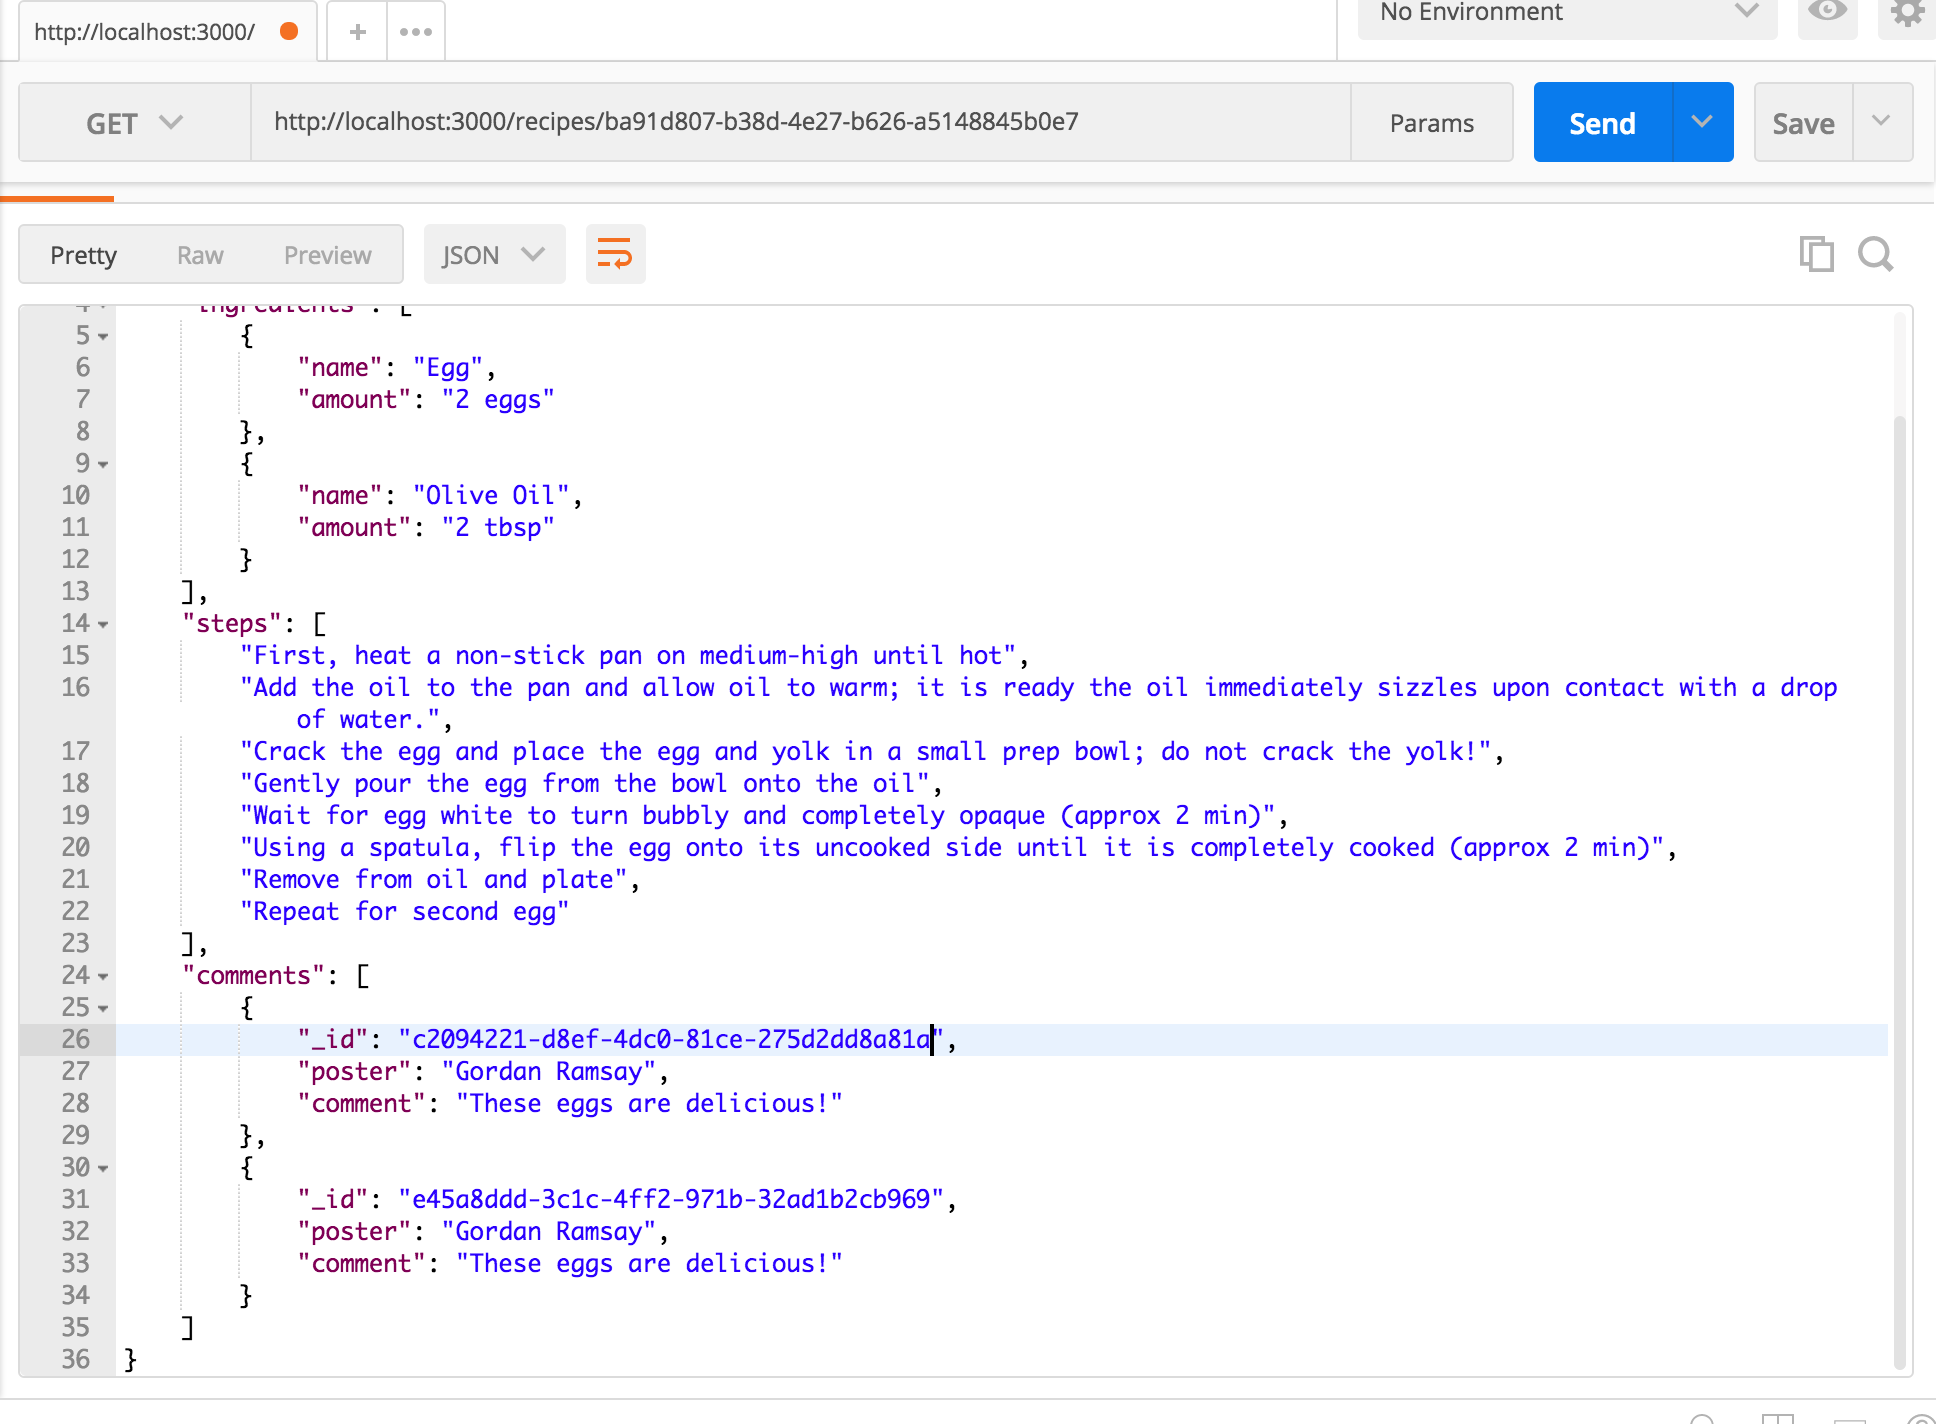 http://localhost:3000/
No Environment
GET
http://localhost:3000/recipes/ba91d807-b38d-4e27-b626-a5148845b0e7
Params
Send
Save
Pretty
Raw
Preview
JSON
4 "ingredients": [
5 {
6 "name": "Egg",
7 "amount": "2 eggs"
8 },
9 {
10 "name": "Olive Oil",
11 "amount": "2 tbsp"
12 }
13 ],
14 "steps": [
15 "First, heat a non-stick pan on medium-high until hot",
16 "Add the oil to the pan and allow oil to warm; it is ready the oil immediately sizzles upon contact with a drop
of water.",
17 "Crack the egg and place the egg and yolk in a small prep bowl; do not crack the yolk!",
18 "Gently pour the egg from the bowl onto the oil",
19 "Wait for egg white to turn bubbly and completely opaque (approx 2 min)",
20 "Using a spatula, flip the egg onto its uncooked side until it is completely cooked (approx 2 min)",
21 "Remove from oil and plate",
22 "Repeat for second egg"
23 ],
24 "comments": [
25 {
26 "_id": "c2094221-d8ef-4dc0-81ce-275d2dd8a81a",
27 "poster": "Gordan Ramsay",
28 "comment": "These eggs are delicious!"
29 },
30 {
31 "_id": "e45a8ddd-3c1c-4ff2-971b-32ad1b2cb969",
32 "poster": "Gordan Ramsay",
33 "comment": "These eggs are delicious!"
34 }
35 ]
36 }